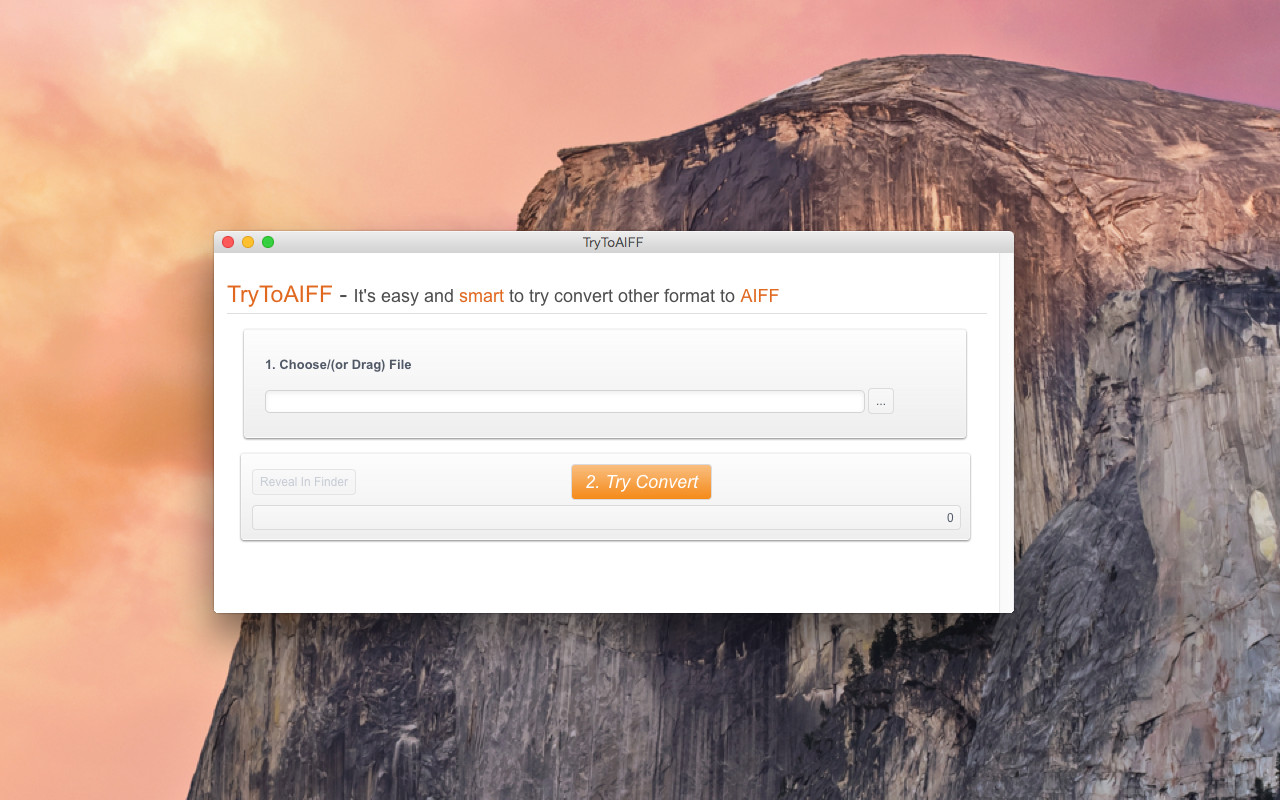 TryToAIFF
TryToAIFF - It's easy and smart to try convert other format to AIFF
1. Choose/(or Drag) File
...
Reveal In Finder
2. Try Convert
0